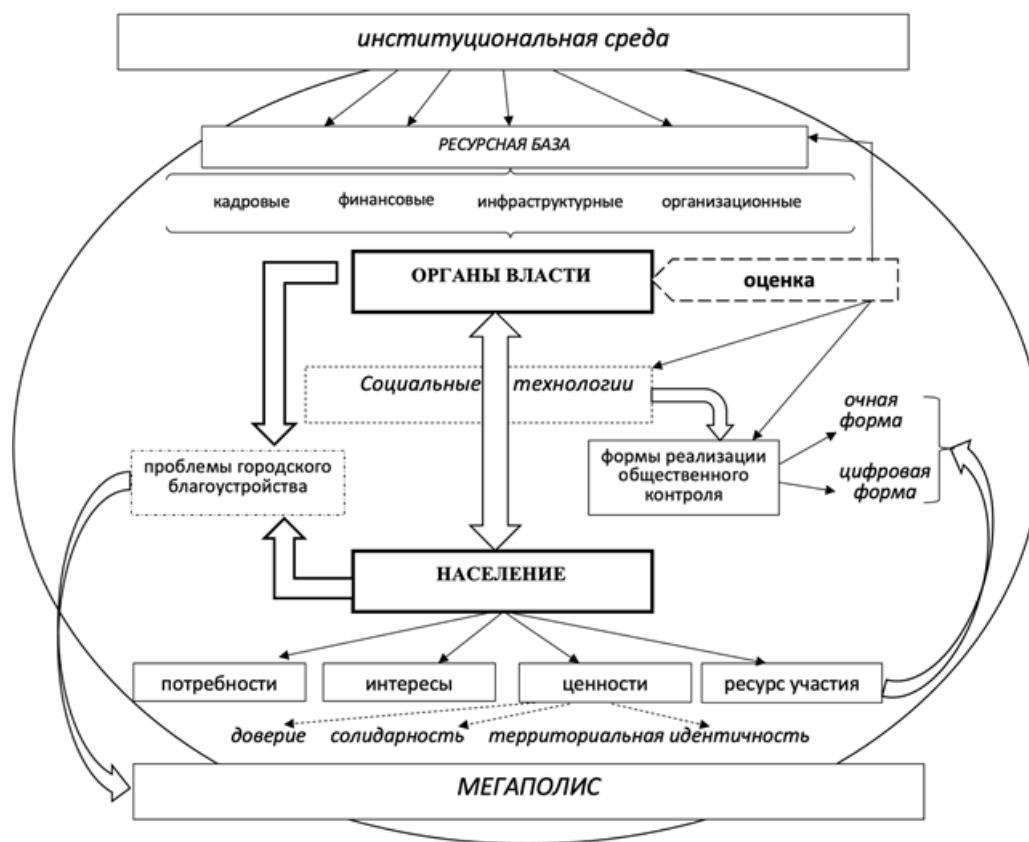 институциональная среда
РЕСУРСНАЯ БАЗА
кадровые финансовые инфраструктурные организационные
ОРГАНЫ ВЛАСТИ
оценка
Социальные технологии
очная
форма
проблемы городского
благоустройства
формы реализации
общественного
контроля
цифровая
форма
НАСЕЛЕНИЕ
потребности интересы ценности ресурс участия
доверие солидарность территориальная идентичность
МЕГАПОЛИС